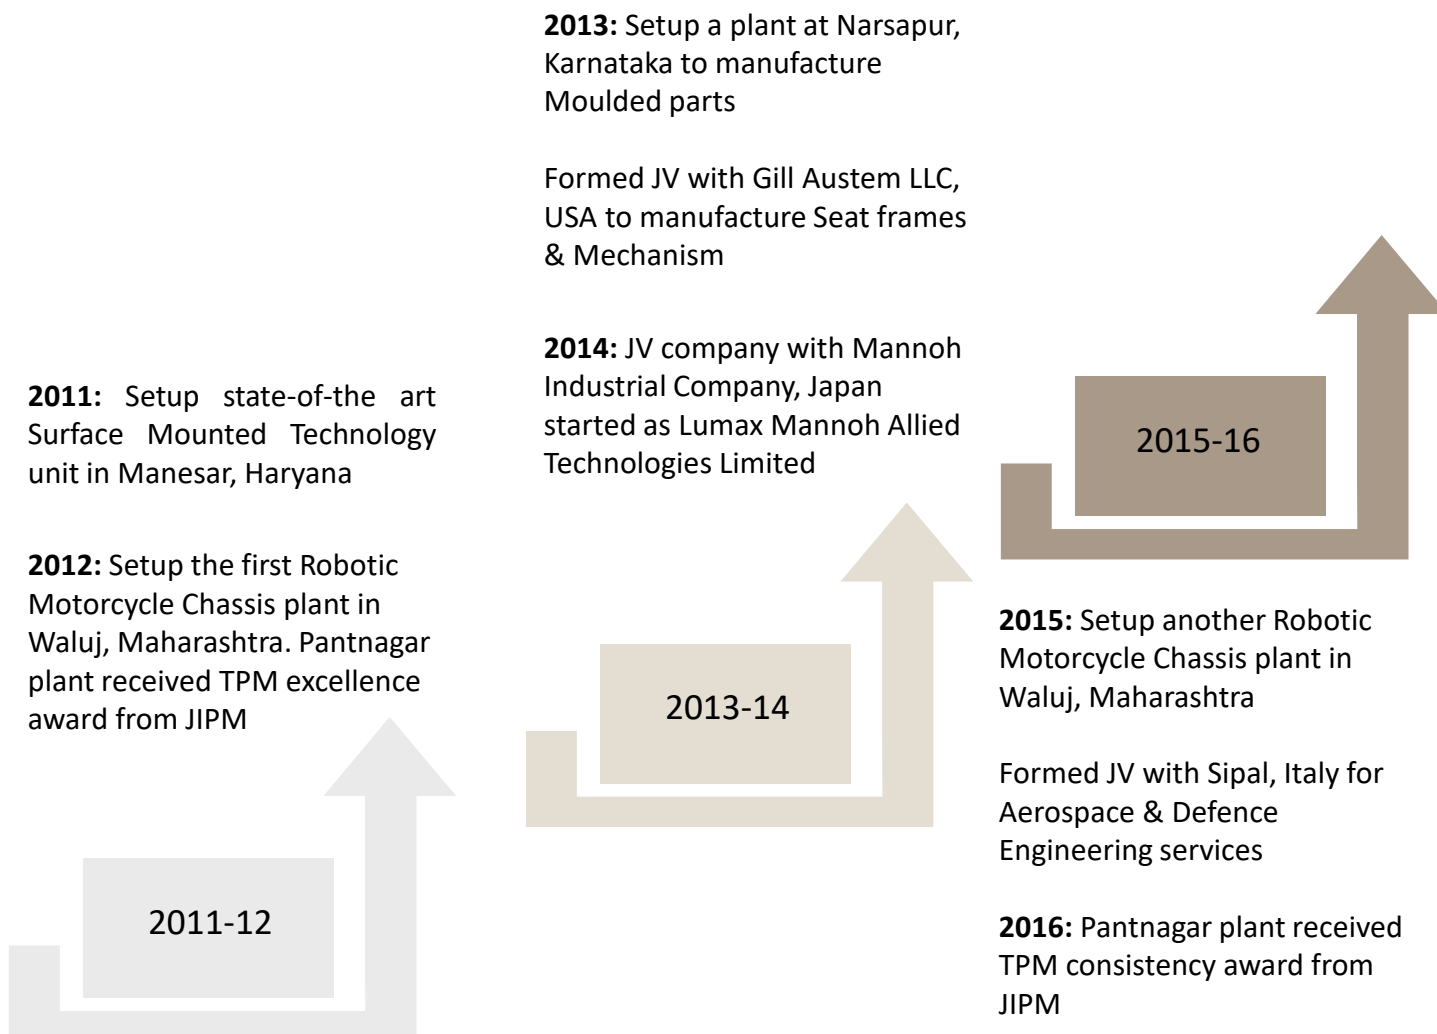 2011: Setup state-of-the art
Surface Mounted Technology
unit in Manesar, Haryana
2012: Setup the first Robotic
Motorcycle Chassis plant in
Waluj, Maharashtra. Pantnagar
plant received TPM excellence
award from JIPM
2011-12
2013: Setup a plant at Narsapur,
Karnataka to manufacture
Moulded parts
Formed JV with Gill Austem LLC,
USA to manufacture Seat frames
& Mechanism
2014: JV company with Mannoh
Industrial Company, Japan
started as Lumax Mannoh Allied
Technologies Limited
2013-14
2015-16
2015: Setup another Robotic
Motorcycle Chassis plant in
Waluj, Maharashtra
Formed JV with Sipal, Italy for
Aerospace & Defence
Engineering services
2016: Pantnagar plant received
TPM consistency award from
JIPM